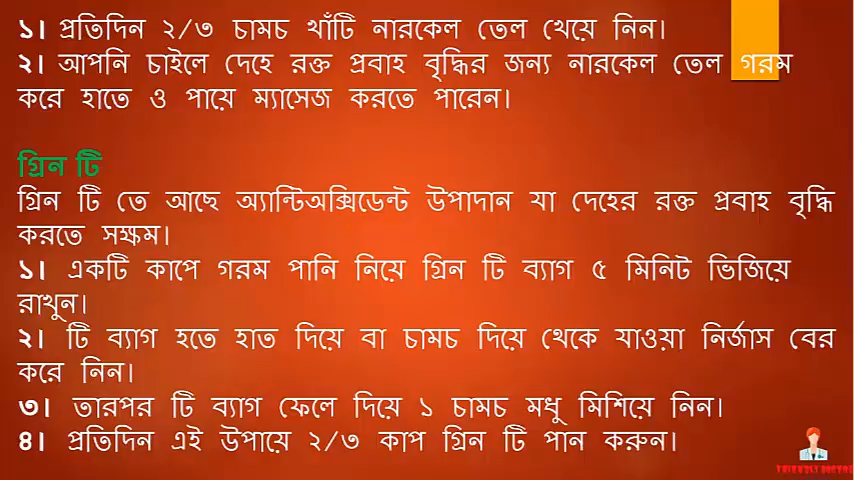 ১। প্রতিদিন ২/৩ চামচ খাঁটি নারকেল তেল খেয়ে নিন।
২। আপনি চাইলে দেহে রক্ত প্রবাহ বৃদ্ধির জন্য নারকেল তেল গরম
করে হাতে ও পায়ে ম্যাসেজ করতে পারেন।
গ্রিন টি
গ্রিন টি তে আছে অ্যান্টিঅক্সিডেন্ট উপাদান যা দেহের রক্ত প্রবাহ বৃদ্ধি
করতে সক্ষম।
১। একটি কাপে গরম পানি নিয়ে গ্রিন টি ব্যাগ ৫ মিনিট ভিজিয়ে
রাখুন।
২। টি ব্যাগ হতে হাত দিয়ে বা চামচ দিয়ে থেকে যাওয়া নির্জাস বের
করে নিন।
৩। তারপর টি ব্যাগ ফেলে দিয়ে ১ চামচ মধু মিশিয়ে নিন।
৪। প্রতিদিন এই উপায়ে ২/৩ কাপ গ্রিন টি পান করুন।